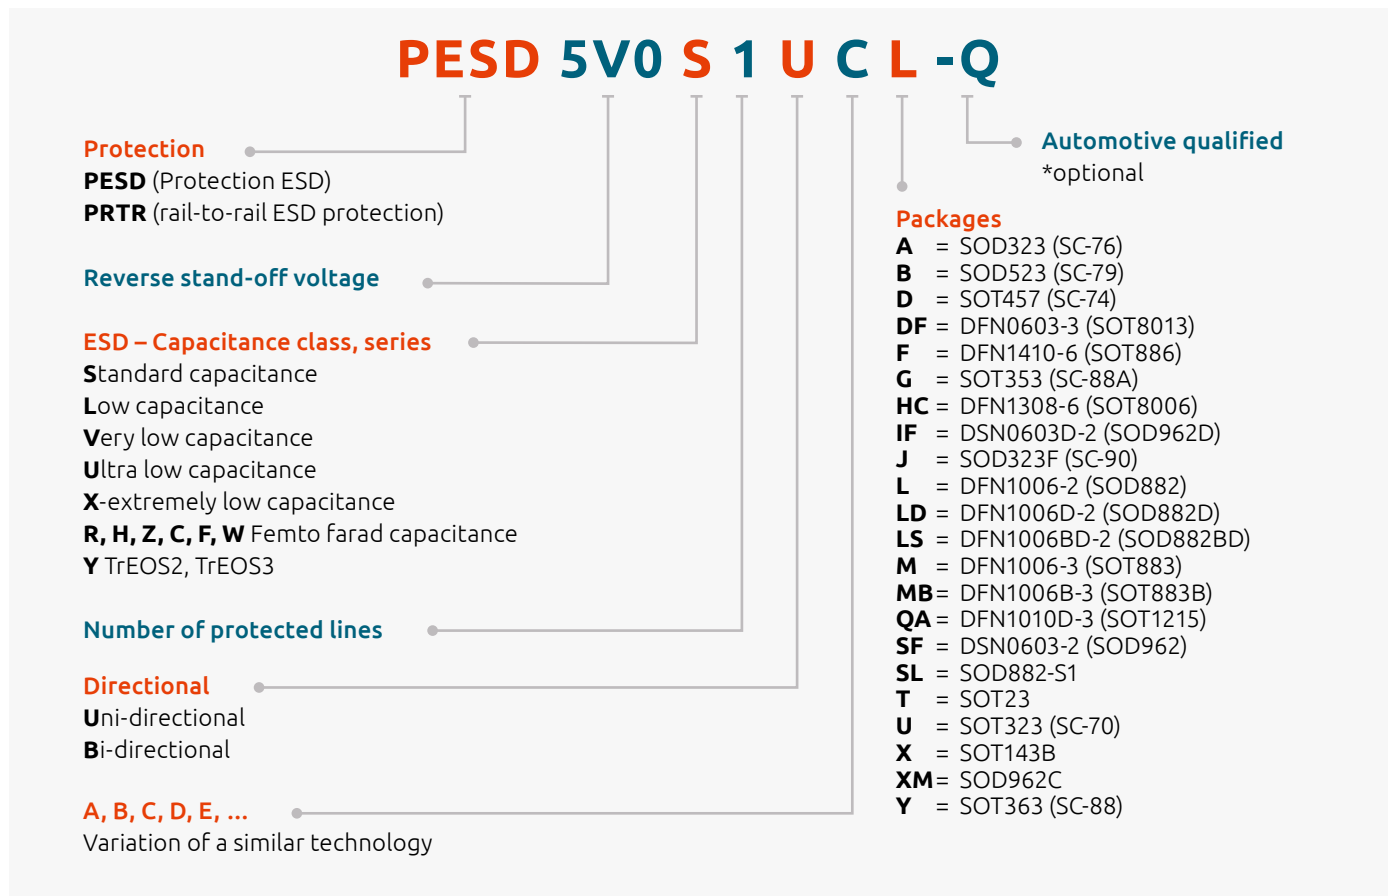 PESD 5V0 S 1 U C L -Q
Protection
PESD (Protection ESD)
PRTR (rail-to-rail ESD protection)
Reverse stand-off voltage
ESD – Capacitance class, series
Standard capacitance
Low capacitance
Very low capacitance
Ultra low capacitance
X-extremely low capacitance
R, H, Z, C, F, W Femto farad capacitance
Y TrEOS2, TrEOS3
Number of protected lines
Directional
Uni-directional
Bi-directional
A, B, C, D, E, ...
Variation of a similar technology
Automotive qualified
*optional
Packages
A = SOD323 (SC-76)
B = SOD523 (SC-79)
D = SOT457 (SC-74)
DF = DFN0603-3 (SOT8013)
F = DFN1410-6 (SOT886)
G = SOT353 (SC-88A)
HC = DFN1308-6 (SOT8006)
IF = DSN0603D-2 (SOD962D)
J = SOD323F (SC-90)
L = DFN1006-2 (SOD882)
LD = DFN1006D-2 (SOD882D)
LS = DFN1006BD-2 (SOD882BD)
M = DFN1006-3 (SOT883)
MB = DFN1006B-3 (SOT883B)
QA = DFN1010D-3 (SOT1215)
SF = DSN0603-2 (SOD962)
SL = SOD882-S1
T = SOT23
U = SOT323 (SC-70)
X = SOT143B
XM = SOD962C
Y = SOT363 (SC-88)